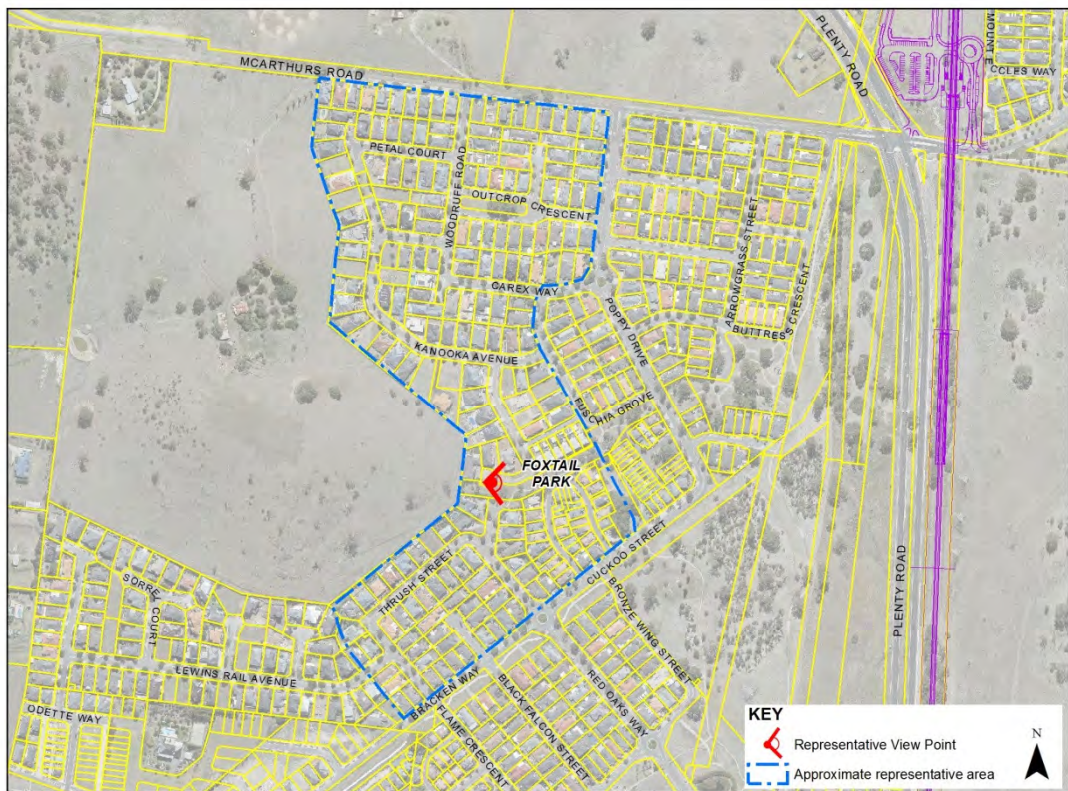 MCARTHURS ROAD
PLENTY ROAD
MOUNT E
CCLES WAY
PETAL COURT
WOODRUFF ROAD
OUTCROP CRESCENT
ARROWGRASS STREET
BUTTRESS CRESCENT
CAREX WAY
POPPY DRIVE
KANOOKA AVENUE
FUSCHIA GROVE
FOXTAIL
PARK
CUCKOO STREET
THRUSH STREET
BRONZE WING STREET
SORREL COURT
LEWINS RAIL AVENUE
ODETTE WAY
BRACKEN WAY
FLAME CRESCENT
BLACK FALCON STREET
RED OAKS WAY
PLENTY ROAD
KEY
Representative View Point
Approximate representative area
N